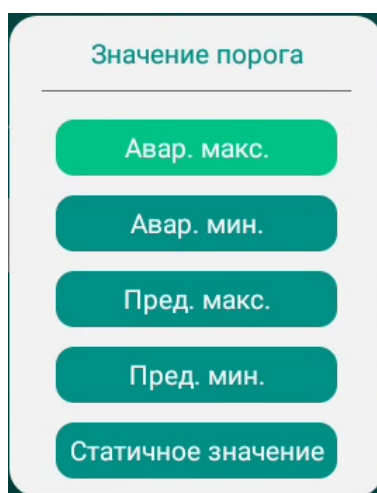 Значение порога
Авар. макс.
Авар. мин.
Пред. макс.
Пред. мин.
Статичное значение